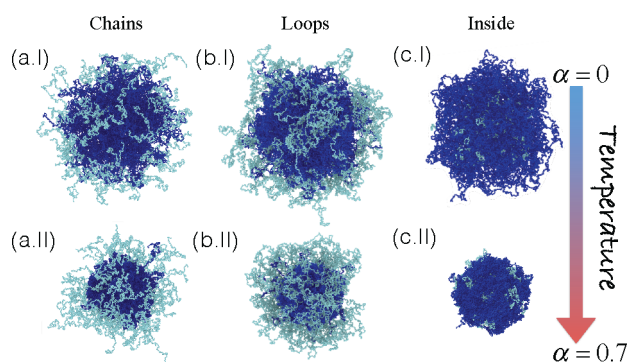 Chains Loops Inside
(a.I) (b.I) (c.I) α = 0
Temperature
(a.II) (b.II) (c.II)
α = 0.7